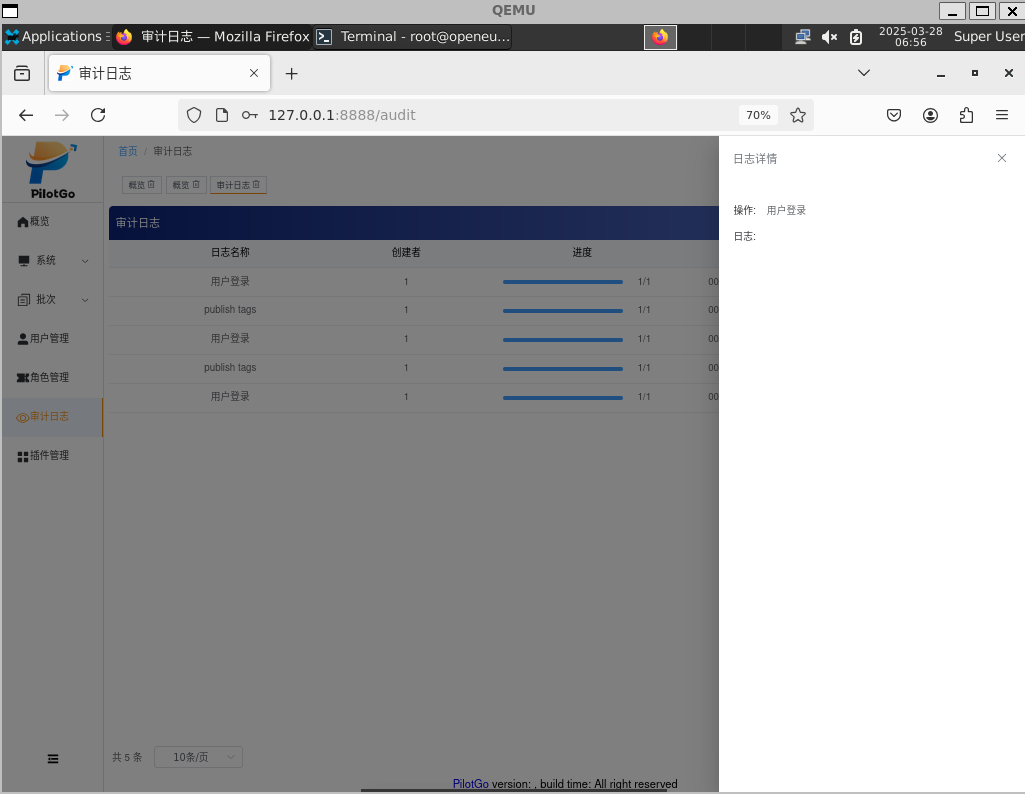 QEMU
Applications
审计日志 — Mozilla Firefox
Terminal - root@openeu...
2025-03-28
06:56
Super User
审计日志
127.0.0.1:8888/audit
70%
PilotGo
首页 / 审计日志
概览
概览
审计日志
概览
系统
批次
用户管理
角色管理
审计日志
插件管理
审计日志
日志名称 创建者 进度
用户登录 1 1/1 00
publish tags 1 1/1 00
用户登录 1 1/1 00
publish tags 1 1/1 00
用户登录 1 1/1 00
共 5 条
10条/页
PilotGo version: , build time: All right reserved
日志详情
操作: 用户登录
日志: